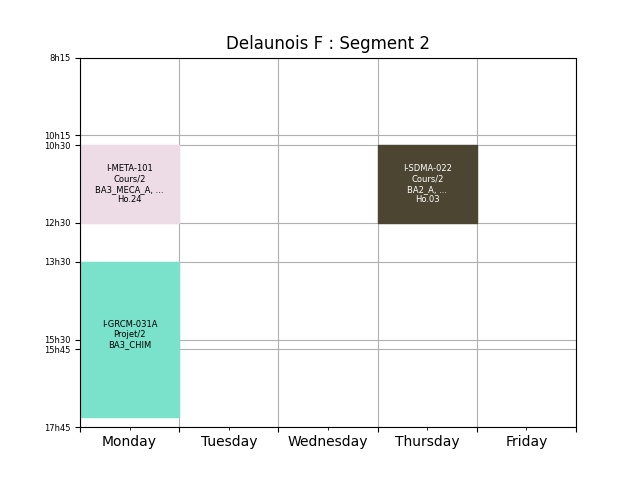 Delaunois F : Segment 2
8h15
10h15
10h30
I-META-101
Cours/2
BA3_MECA_A, ...
Ho.24
I-SDMA-022
Cours/2
BA2_A, ...
Ho.03
12h30
13h30
I-GRCM-031A
Projet/2
BA3_CHIM
15h30
15h45
17h45
Monday
Tuesday
Wednesday
Thursday
Friday